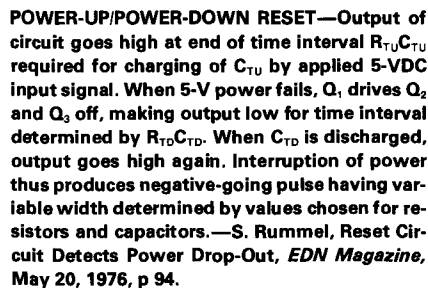 POWER-UP/POWER-DOWN RESET—Output of
circuit goes high at end of time interval RTUCTU
required for charging of CTU by applied 5-VDC
input signal. When 5-V power fails, Q1 drives Q2
and Q3 off, making output low for time interval
determined by RTDCTD. When CTD is discharged,
output goes high again. Interruption of power
thus produces negative-going pulse having var-
iable width determined by values chosen for re-
sistors and capacitors.—S. Rummel, Reset Cir-
cuit Detects Power Drop-Out, EDN Magazine,
May 20, 1976, p 94.